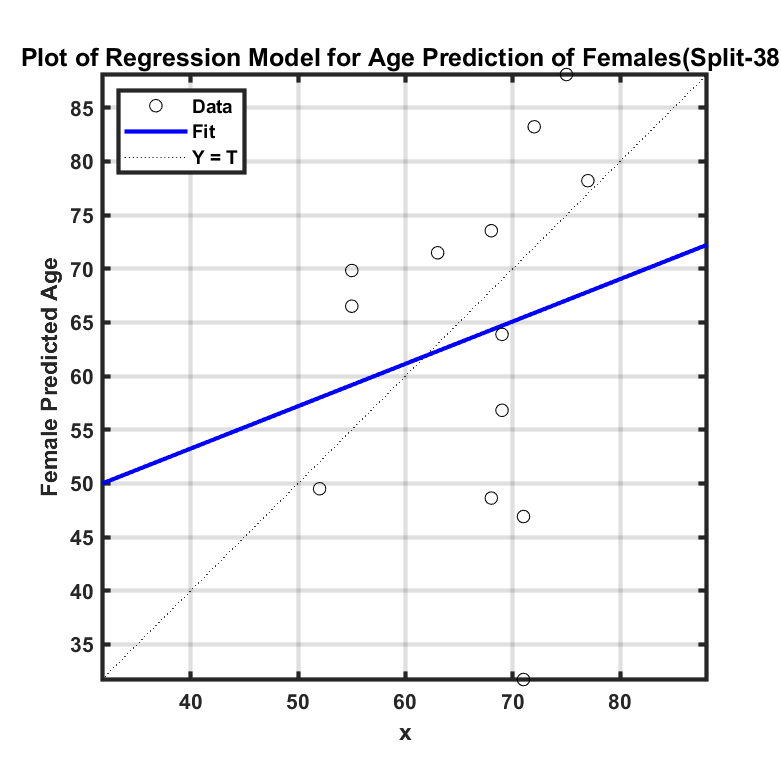 Plot of Regression Model for Age Prediction of Females(Split-38
Data
Fit
Y = T
85
80
75
70
65
60
55
50
45
40
35
Female Predicted Age
40 50 60 70 80
x